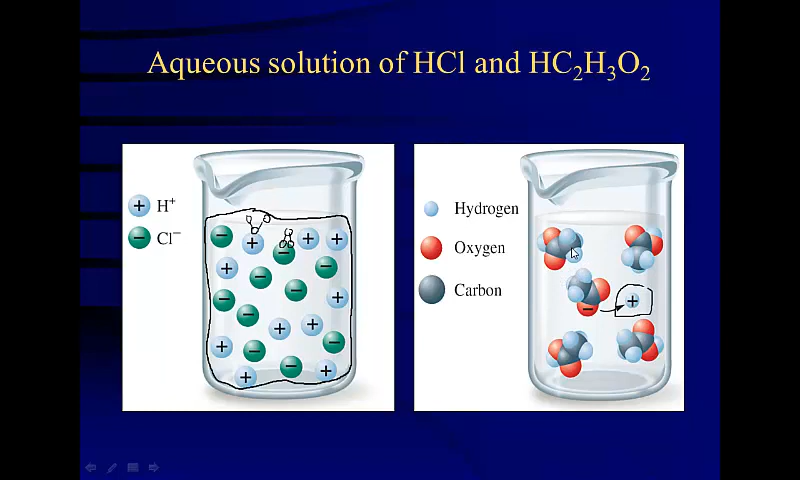 Aqueous solution of HCl and HC₂H₃O₂
H⁺
Cl⁻
Hydrogen
Oxygen
Carbon